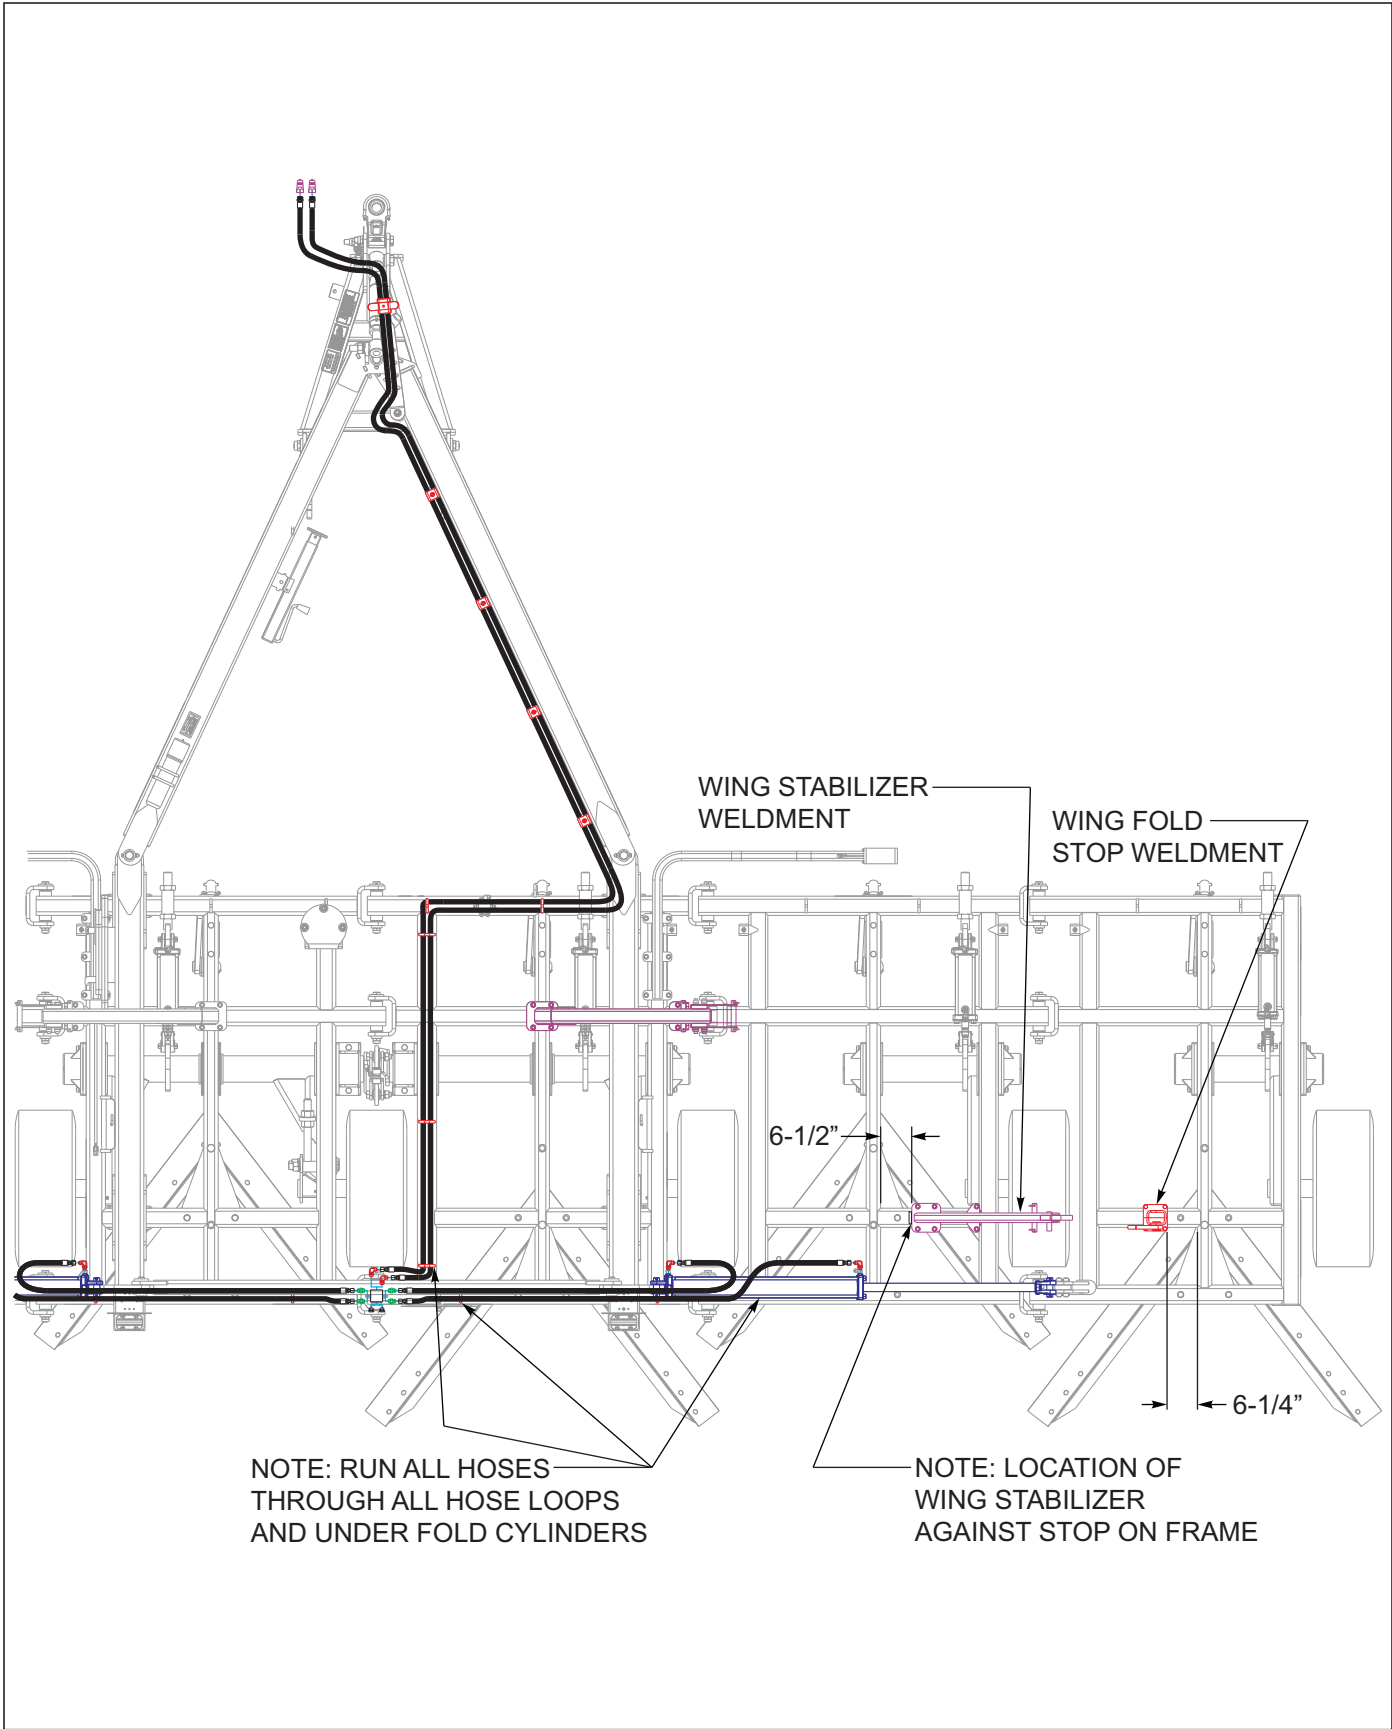 WING STABILIZER
WELDMENT
WING FOLD
STOP WELDMENT
6-1/2”
6-1/4”
NOTE: RUN ALL HOSES
THROUGH ALL HOSE LOOPS
AND UNDER FOLD CYLINDERS
NOTE: LOCATION OF
WING STABILIZER
AGAINST STOP ON FRAME